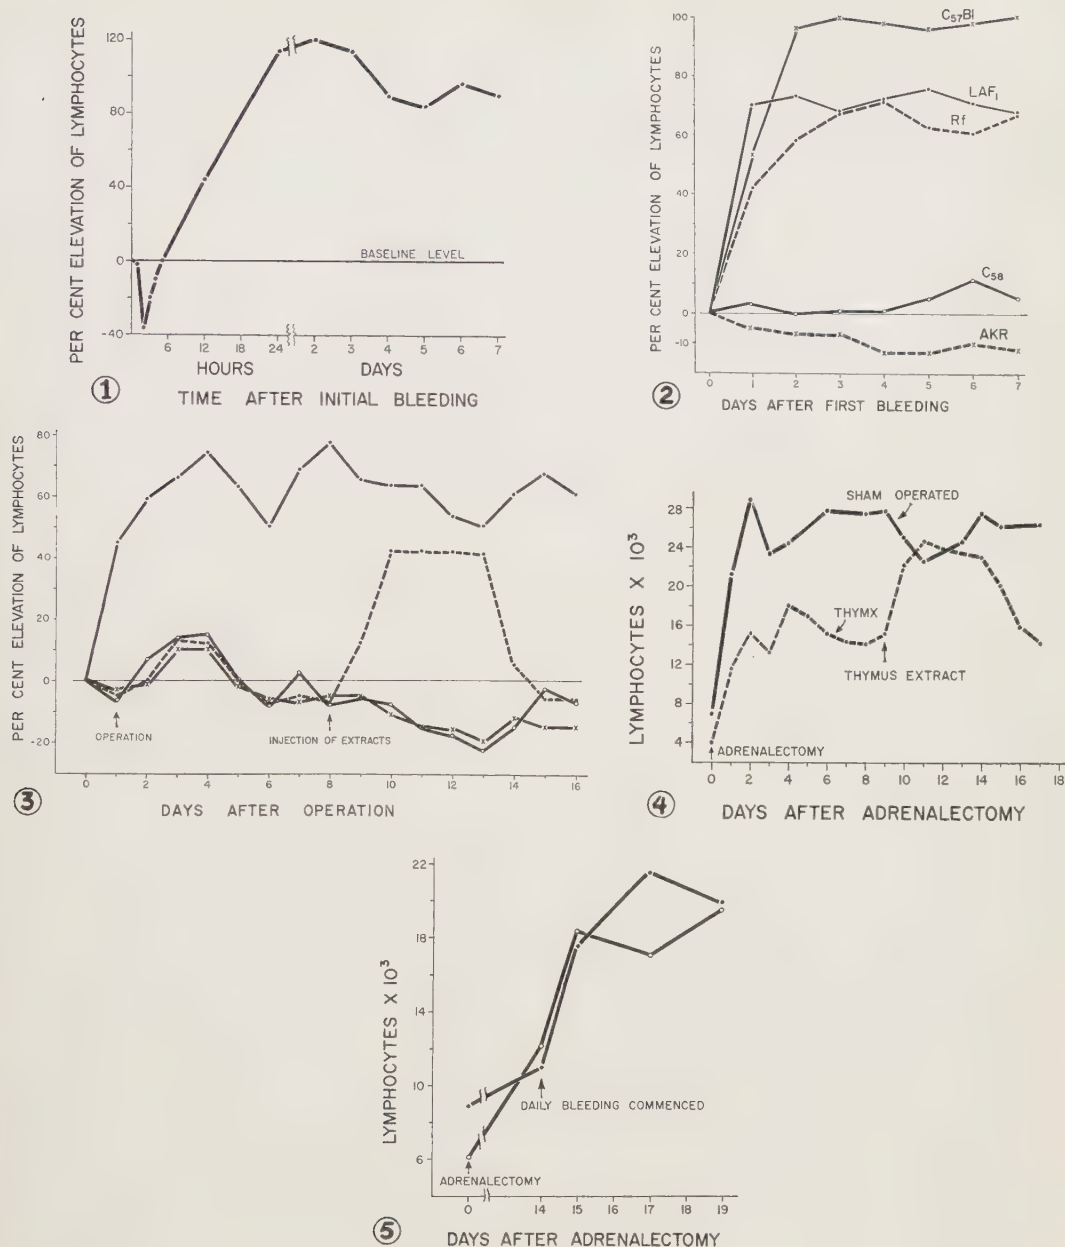 PER CENT ELEVATION OF LYMPHOCYTES
120
80
40
0
-40
BASELINE LEVEL
6 12 18 24 2 3 4 5 6 7
HOURS DAYS
① TIME AFTER INITIAL BLEEDING
PER CENT ELEVATION OF LYMPHOCYTES
100
80
60
40
20
0
-10
C₅₇Bl
LAF₁
Rf
C₅₈
AKR
0 1 2 3 4 5 6 7
② DAYS AFTER FIRST BLEEDING
PER CENT ELEVATION OF LYMPHOCYTES
80
60
40
20
0
-20
OPERATION
INJECTION OF EXTRACTS
0 2 4 6 8 10 12 14 16
③ DAYS AFTER OPERATION
LYMPHOCYTES X 10³
28
24
20
16
12
8
4
SHAM OPERATED
THYMX
THYMUS EXTRACT
ADRENALECTOMY
0 2 4 6 8 10 12 14 16 18
④ DAYS AFTER ADRENALECTOMY
LYMPHOCYTES X 10³
22
18
14
10
6
DAILY BLEEDING COMMENCED
ADRENALECTOMY
0 14 15 16 17 18 19
⑤ DAYS AFTER ADRENALECTOMY